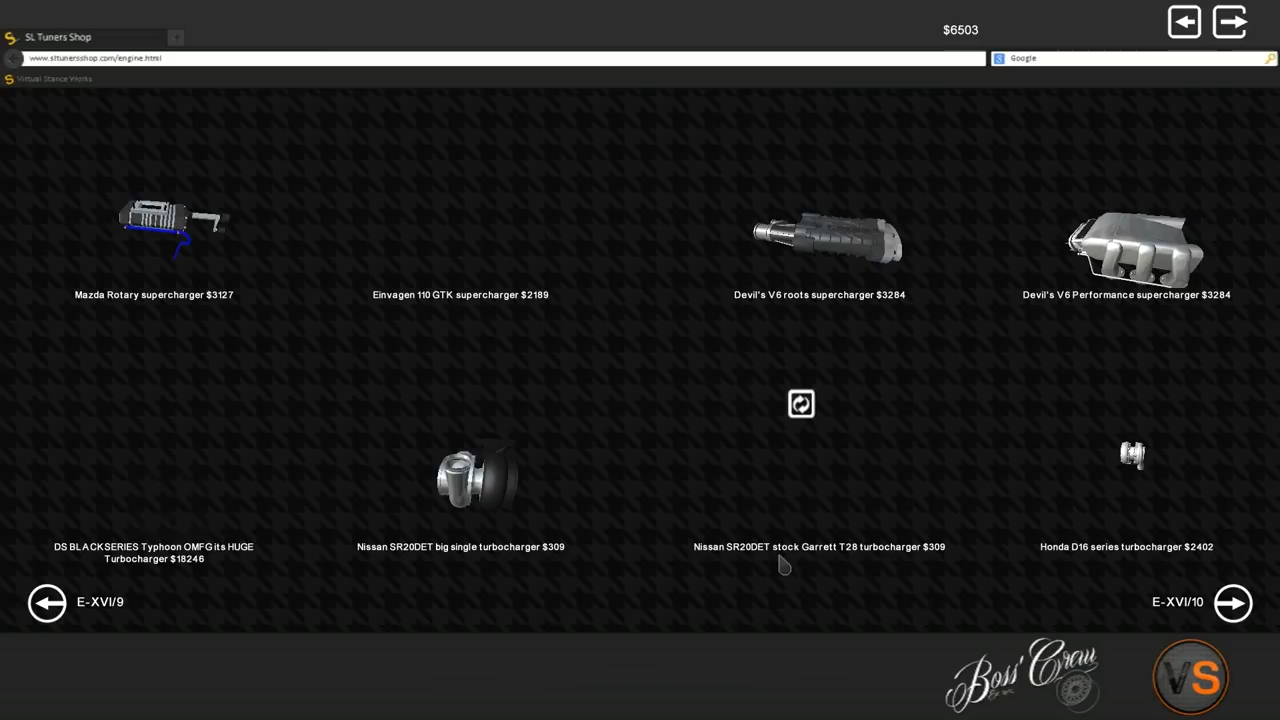 $6503
SL Tuners Shop
www.sltunersshop.com/engine.html
Google
Virtual Stance Works
Mazda Rotary supercharger $3127
Einvagen 110 GTK supercharger $2189
Devil's V6 roots supercharger $3284
Devil's V6 Performance supercharger $3284
DS BLACKSERIES Typhoon OMFG its HUGE
Turbocharger $18246
Nissan SR20DET big single turbocharger $309
Nissan SR20DET stock Garrett T28 turbocharger $309
Honda D16 series turbocharger $2402
E-XVI/9
E-XVI/10
Boss' Crew
VS